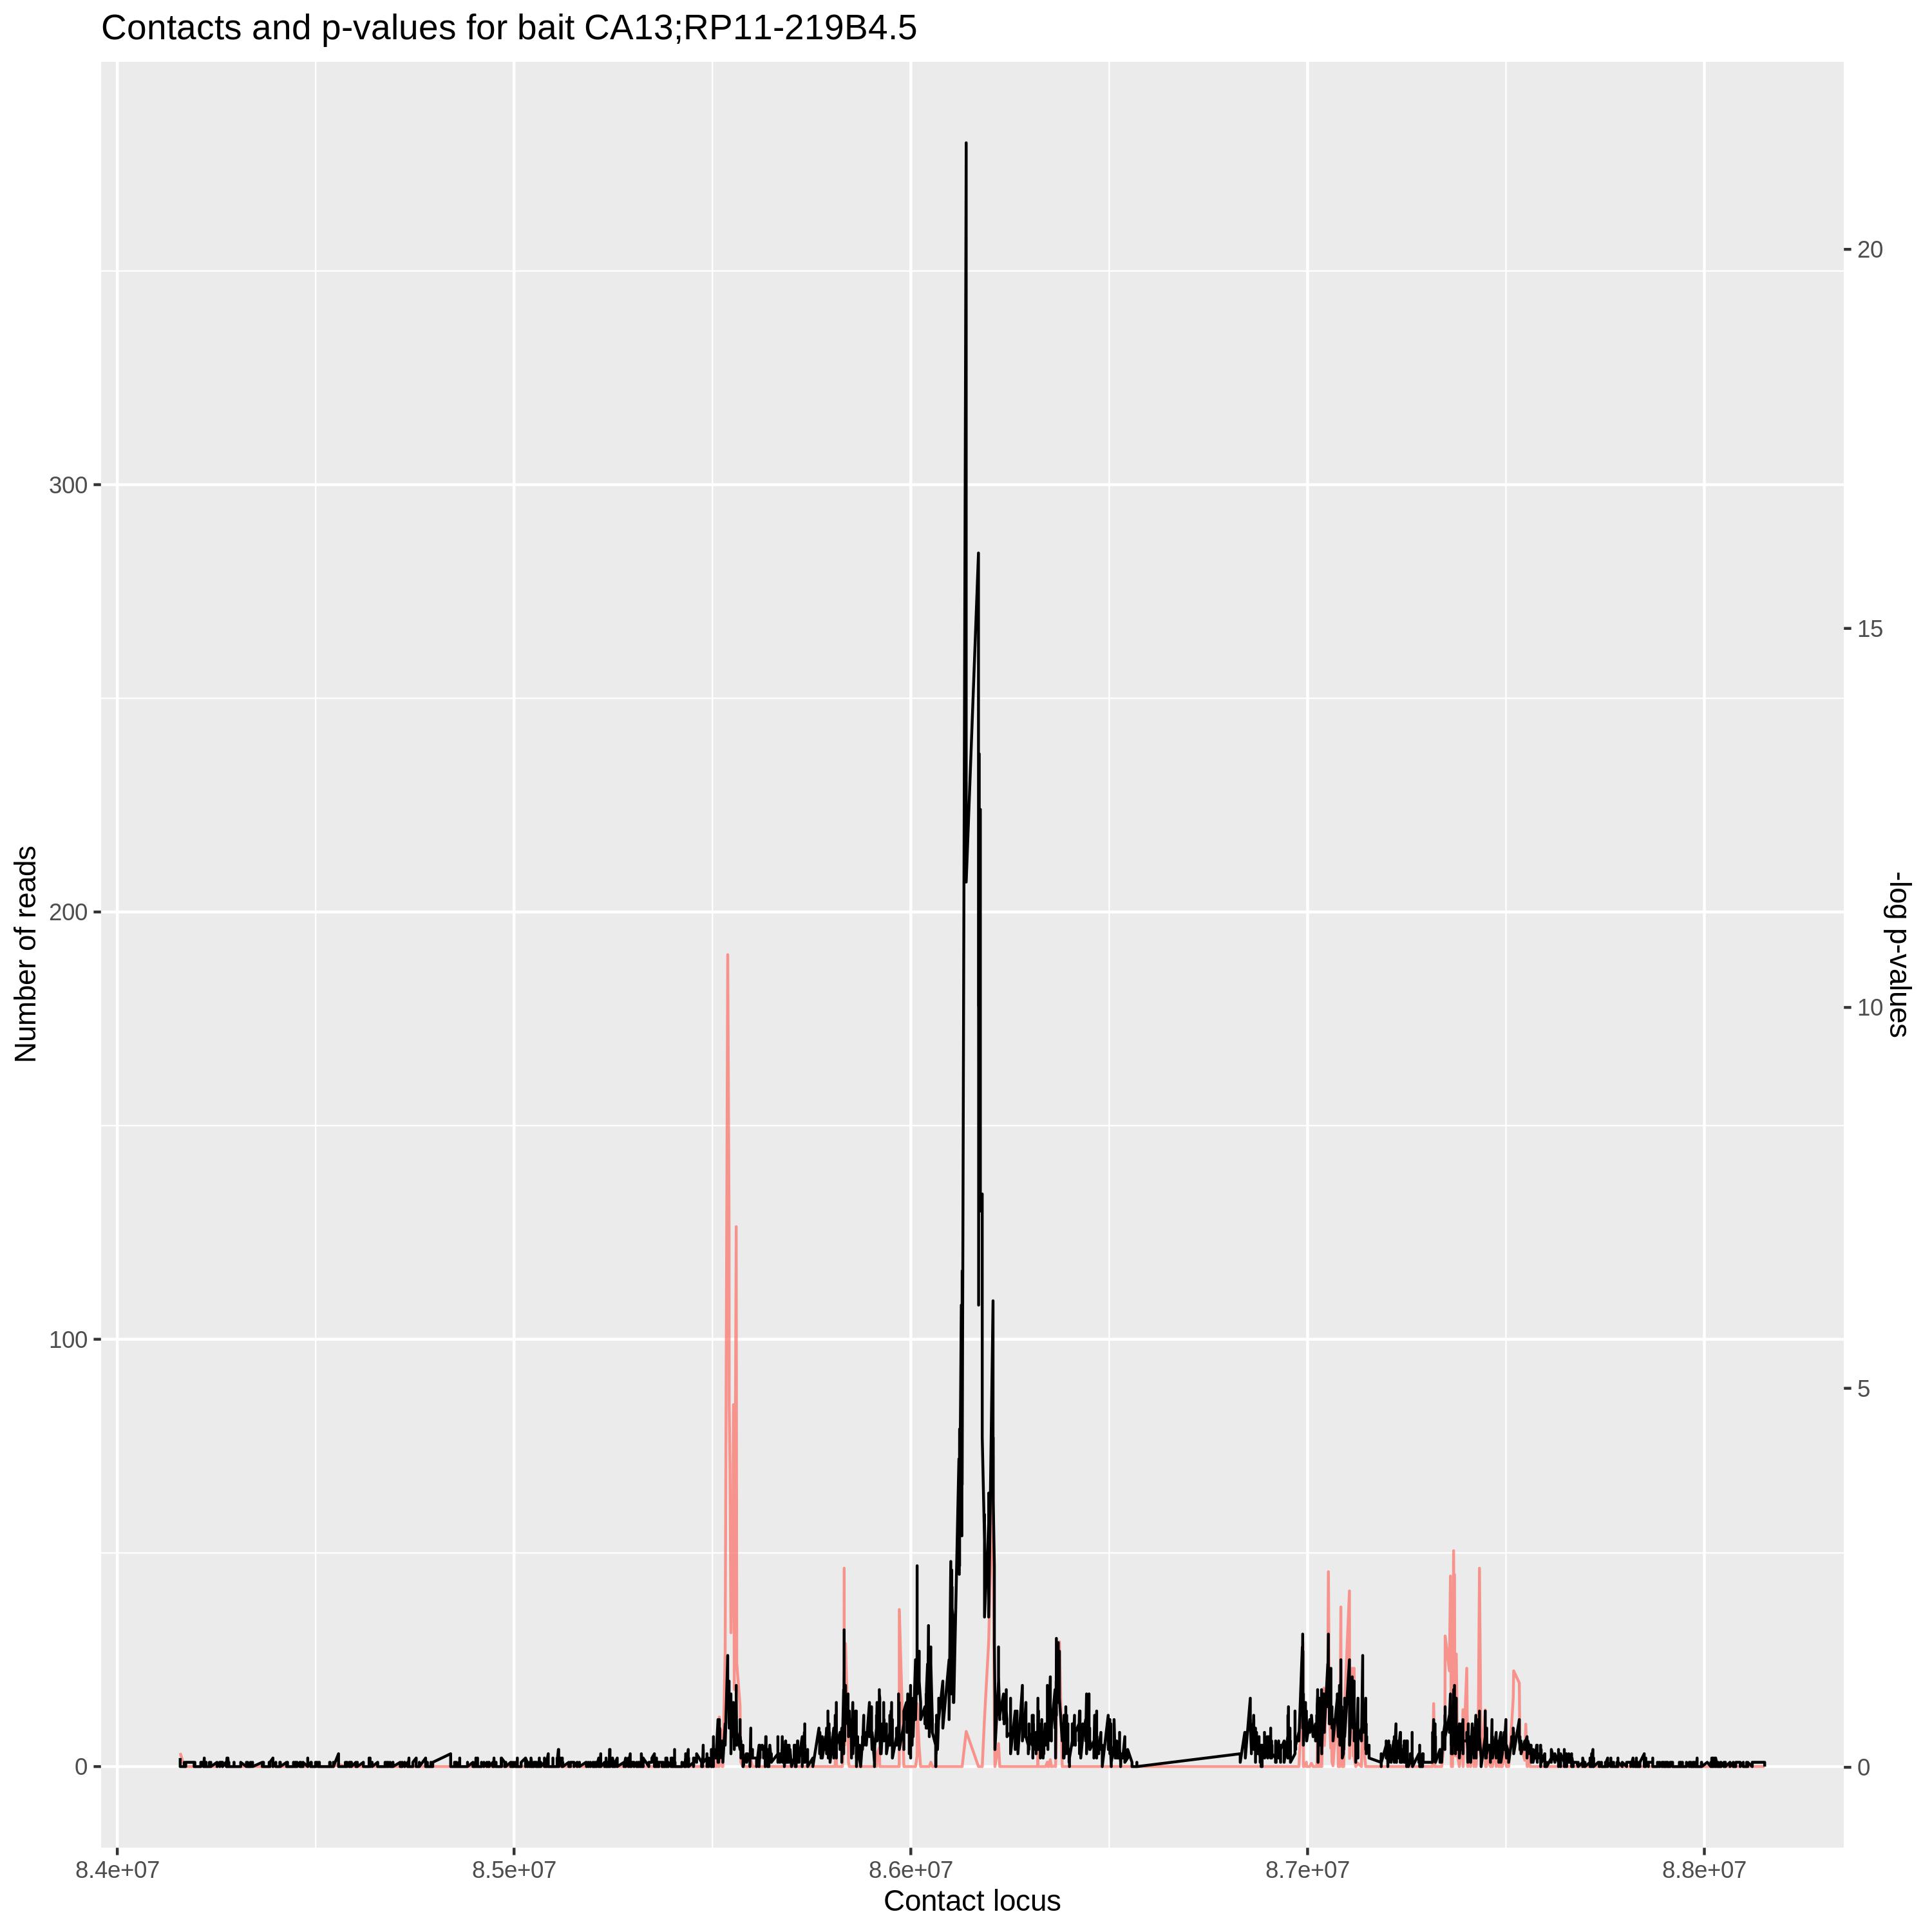 Contacts and p-values for bait CA13;RP11-219B4.5
Number of reads
300
200
100
0
20
15
10
5
0
-log p-values
8.4e+07
8.5e+07
8.6e+07
8.7e+07
8.8e+07
Contact locus